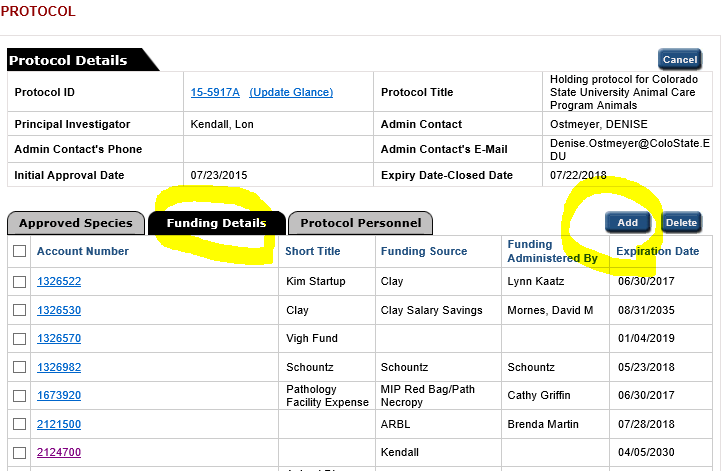 PROTOCOL
Protocol Details
Cancel
Protocol ID 15-5917A (Update Glance) Protocol Title Holding protocol for Colorado
State University Animal Care
Program Animals
Principal Investigator Kendall, Lon Admin Contact Ostmeyer, DENISE
Admin Contact's Phone Admin Contact's E-Mail Denise.Ostmeyer@ColoState.E
DU
Initial Approval Date 07/23/2015 Expiry Date-Closed Date 07/22/2018
Approved Species Funding Details Protocol Personnel Add Delete
Account Number Short Title Funding Source Funding
Administered By Expiration Date
1326522 Kim Startup Clay Lynn Kaatz 06/30/2017
1326530 Clay Clay Salary Savings Mornes, David M 08/31/2035
1326570 Vigh Fund 01/04/2019
1326982 Schountz Schountz Schountz 05/23/2018
1673920 Pathology
Facility Expense MIP Red Bag/Path
Necropy Cathy Griffin 06/30/2017
2121500 ARBL Brenda Martin 07/28/2018
2124700 Kendall 04/05/2030